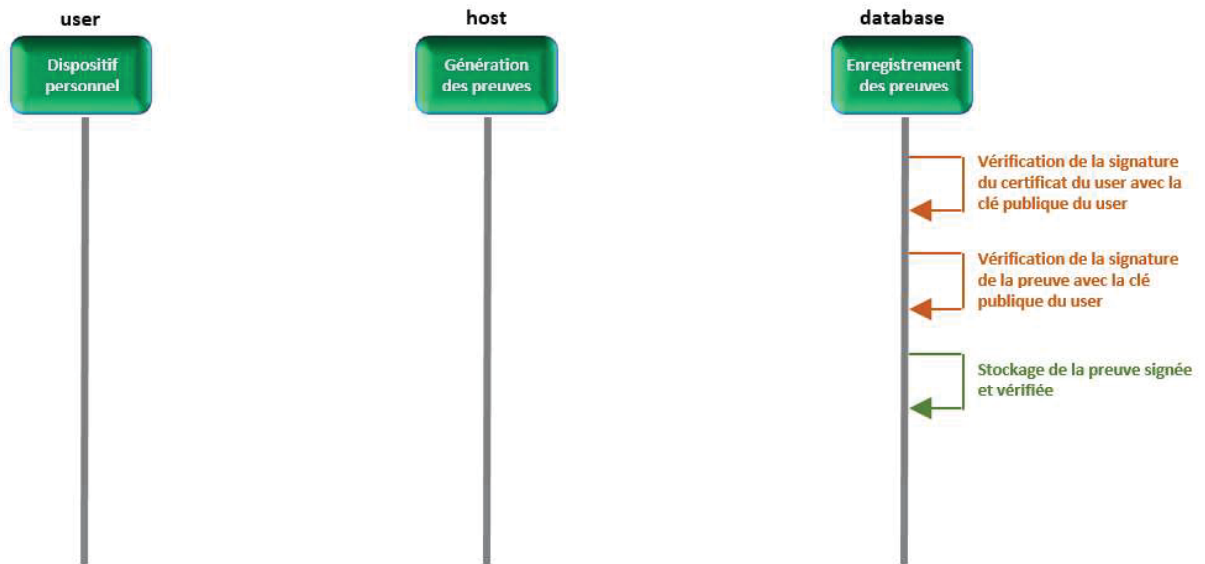 user
host
database
Dispositif
personnel
Génération
des preuves
Enregistrement
des preuves
Vérification de la signature
du certificat du user avec la
clé publique du user
Vérification de la signature
de la preuve avec la clé
publique du user
Stockage de la preuve signée
et vérifiée